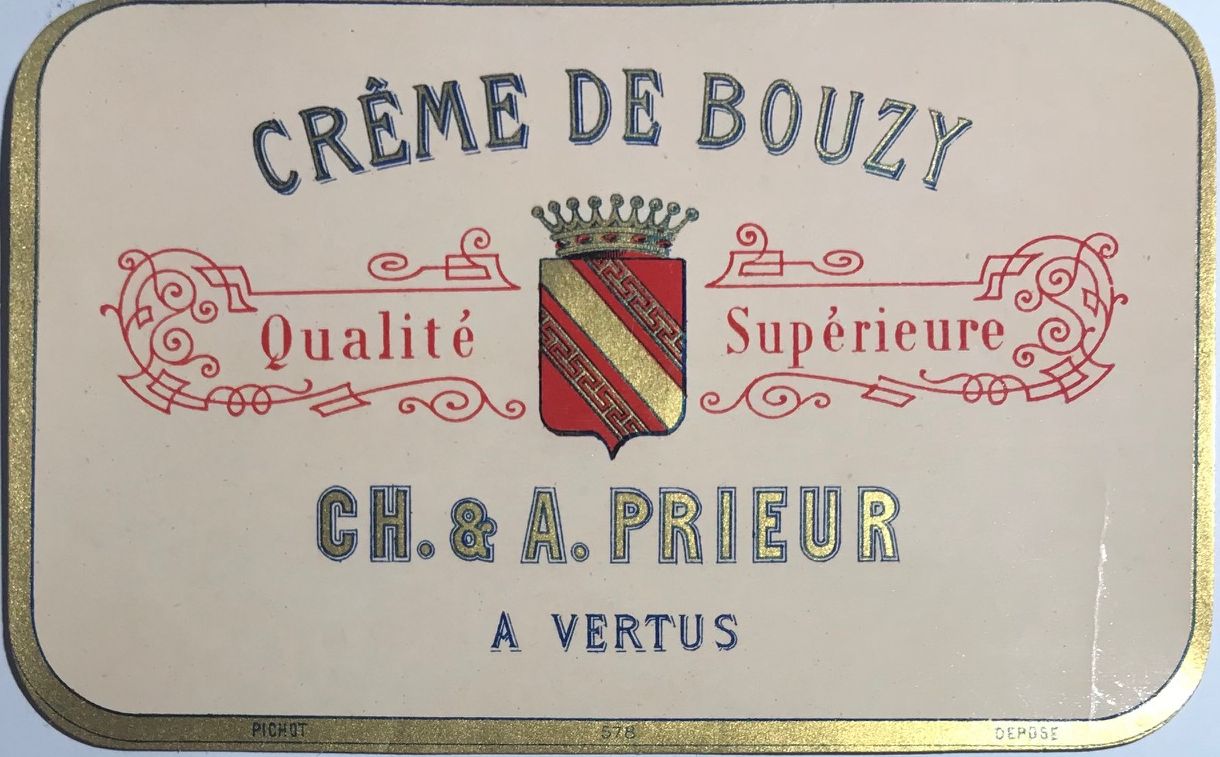 CRÊME DE BOUZY
Qualité Supérieure
CH. & A. PRIEUR
A VERTUS
PICHOT 578 DEPOSE